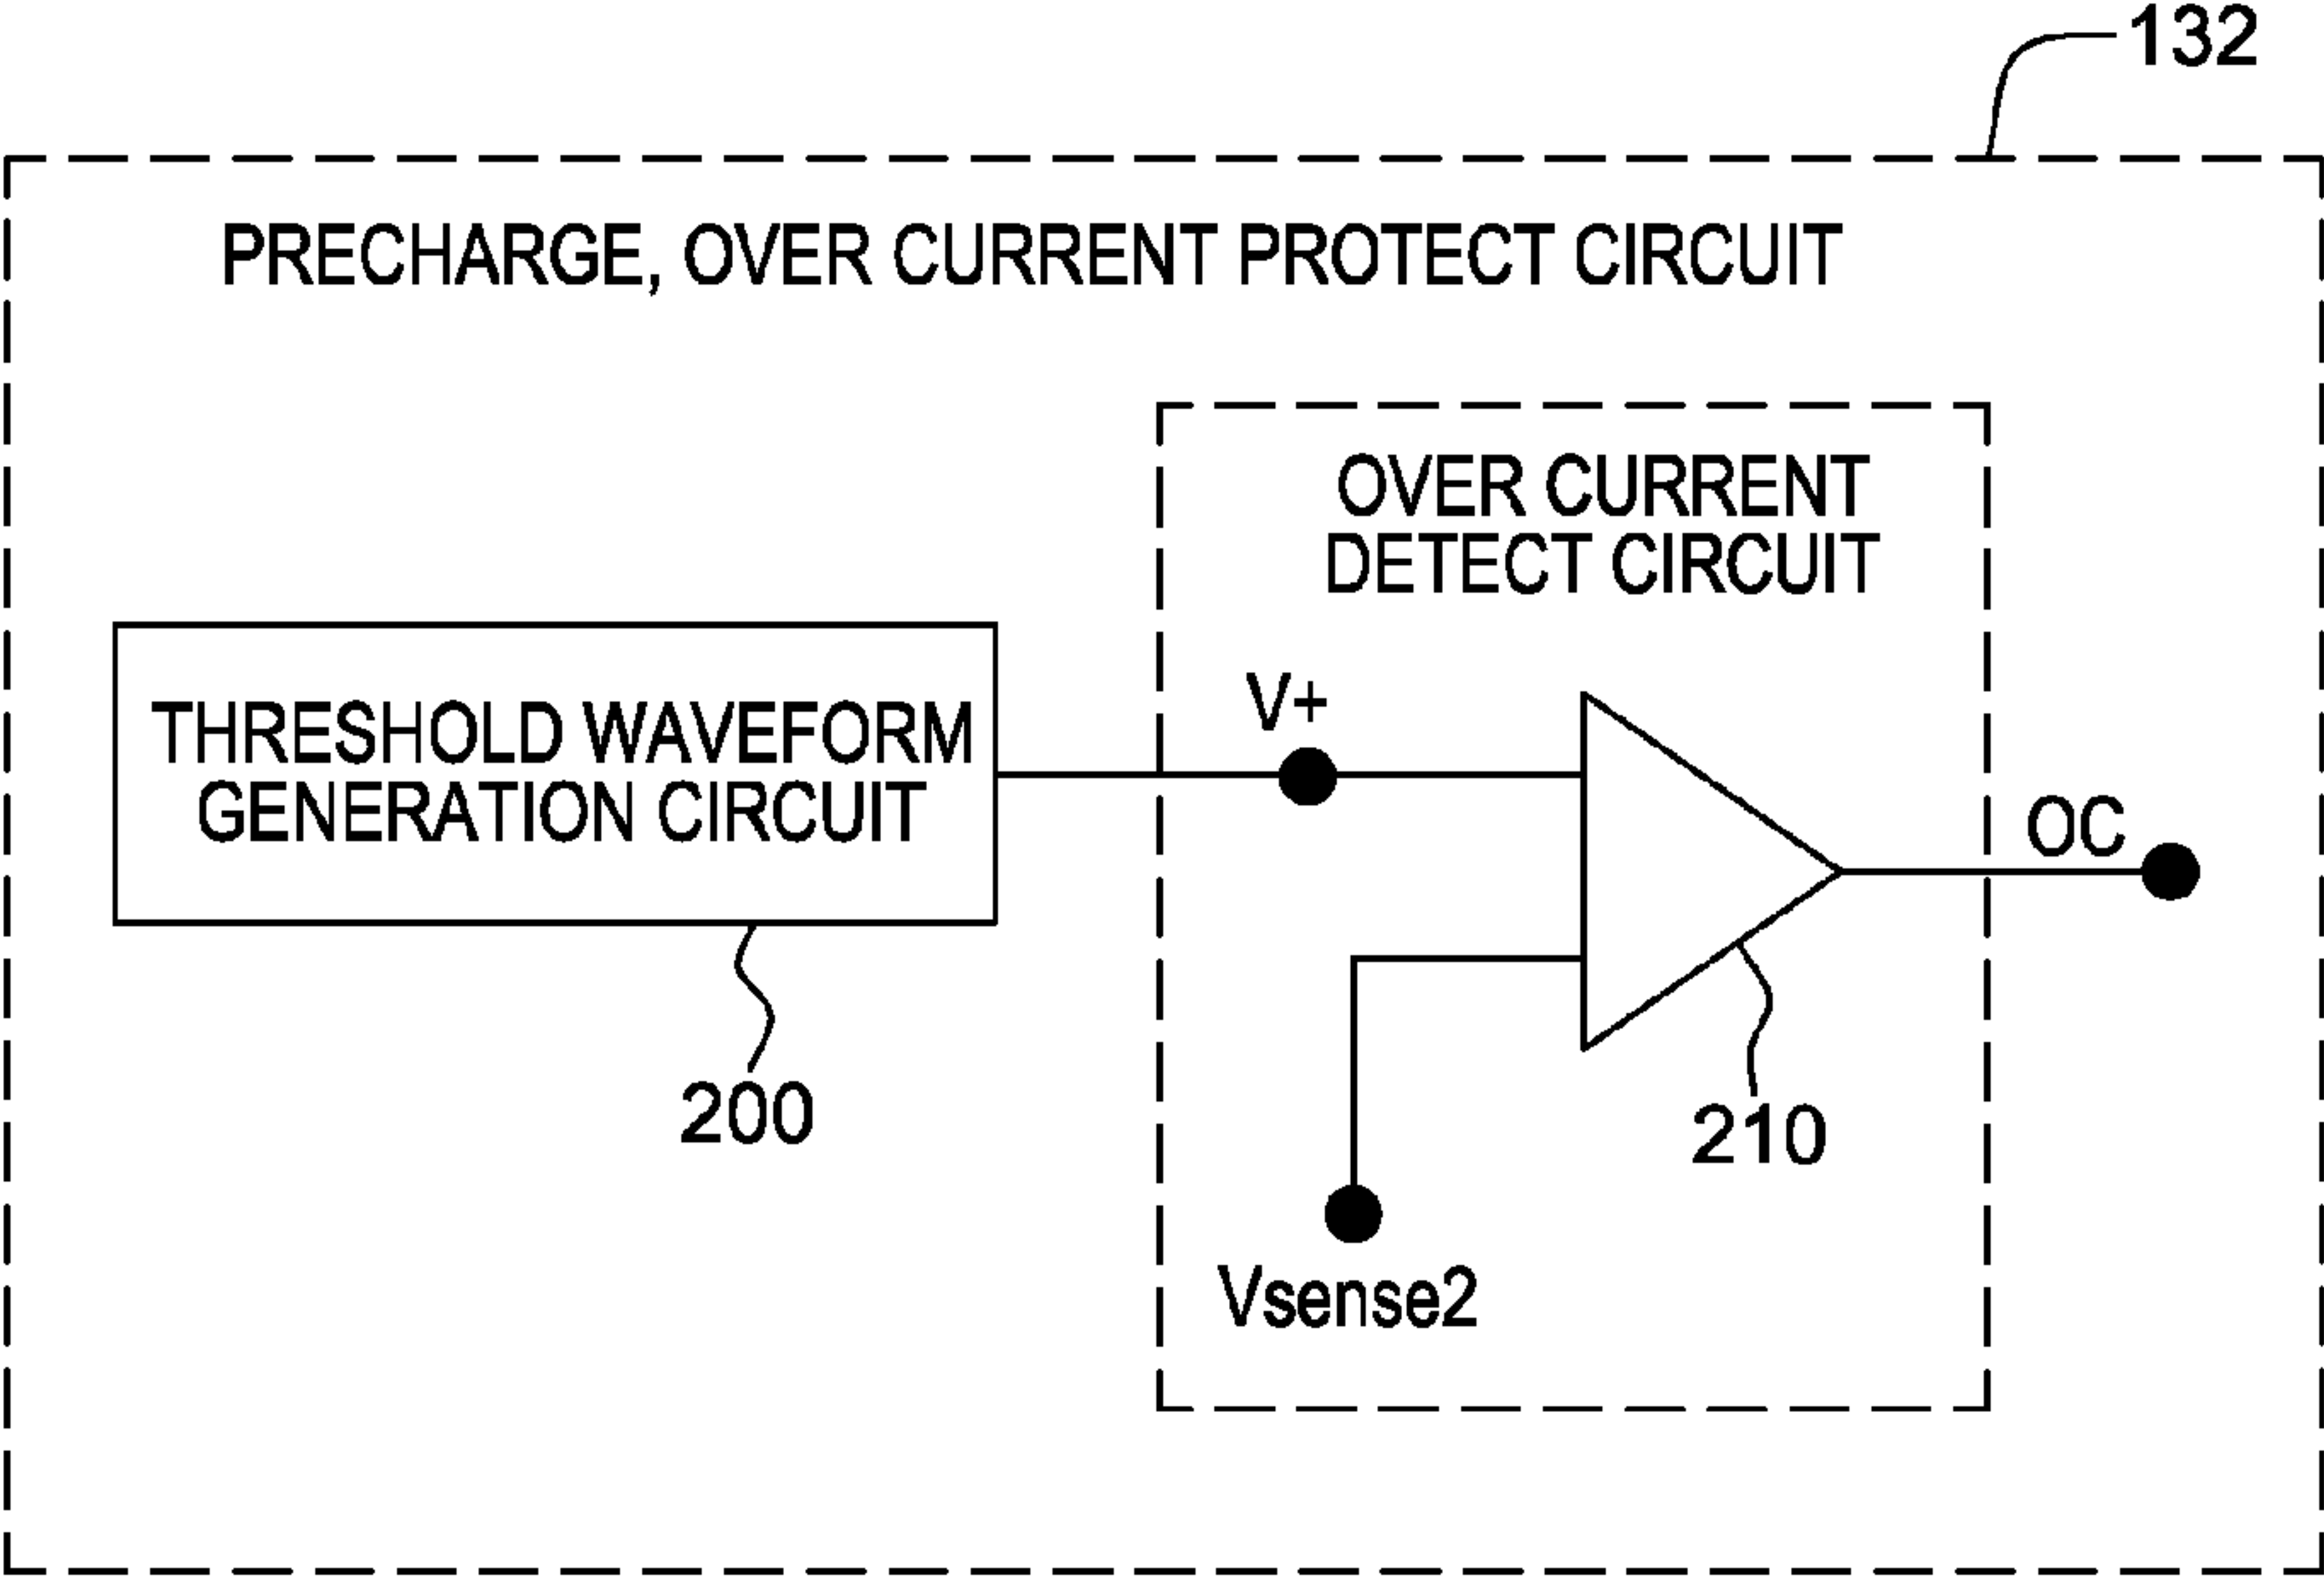 132
PRECHARGE, OVER CURRENT PROTECT CIRCUIT
OVER CURRENT
DETECT CIRCUIT
V+
THRESHOLD WAVEFORM
GENERATION CIRCUIT
OC
200
210
Vsense2